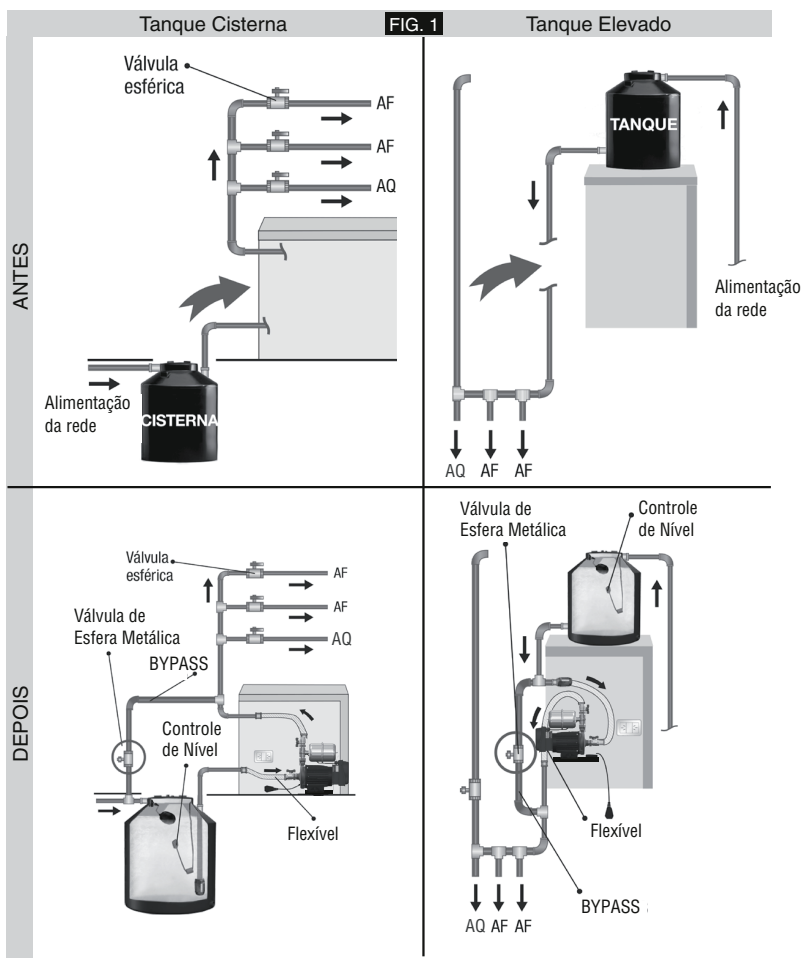 Tanque Cisterna
FIG. 1
Tanque Elevado
ANTES
Válvula
esférica
AF
AF
AQ
Alimentação
da rede
CISTERNA
TANQUE
Alimentação
da rede
AQ AF AF
DEPOIS
Válvula
esférica
AF
AF
AQ
Válvula de
Esfera Metálica
BYPASS
Controle
de Nível
Flexível
Válvula de
Esfera Metálica
Controle
de Nível
Flexível
BYPASS
AQ AF AF